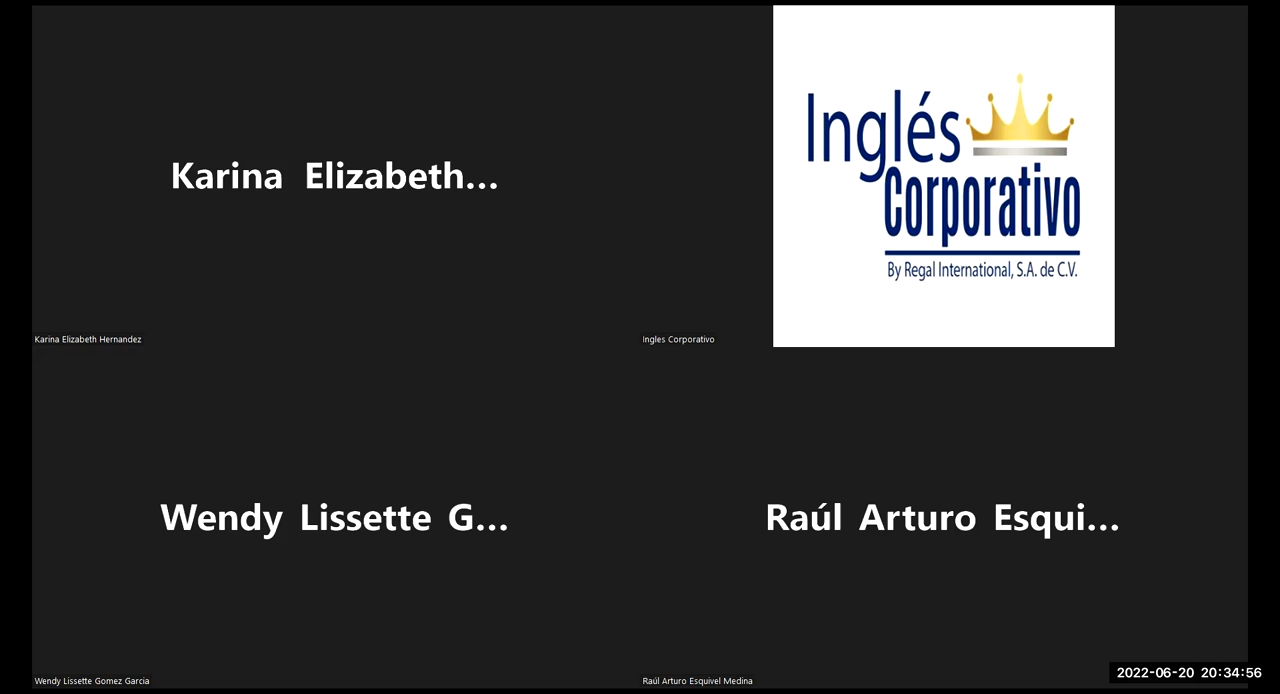 Karina Elizabeth...
Inglés
Corporativo
By Regal International, S.A. de C.V.
Karina Elizabeth Hernandez
Ingles Corporativo
Wendy Lissette G...
Raúl Arturo Esqui...
Wendy Lissette Gomez Garcia
Raúl Arturo Esquivel Medina
2022-06-20 20:34:56